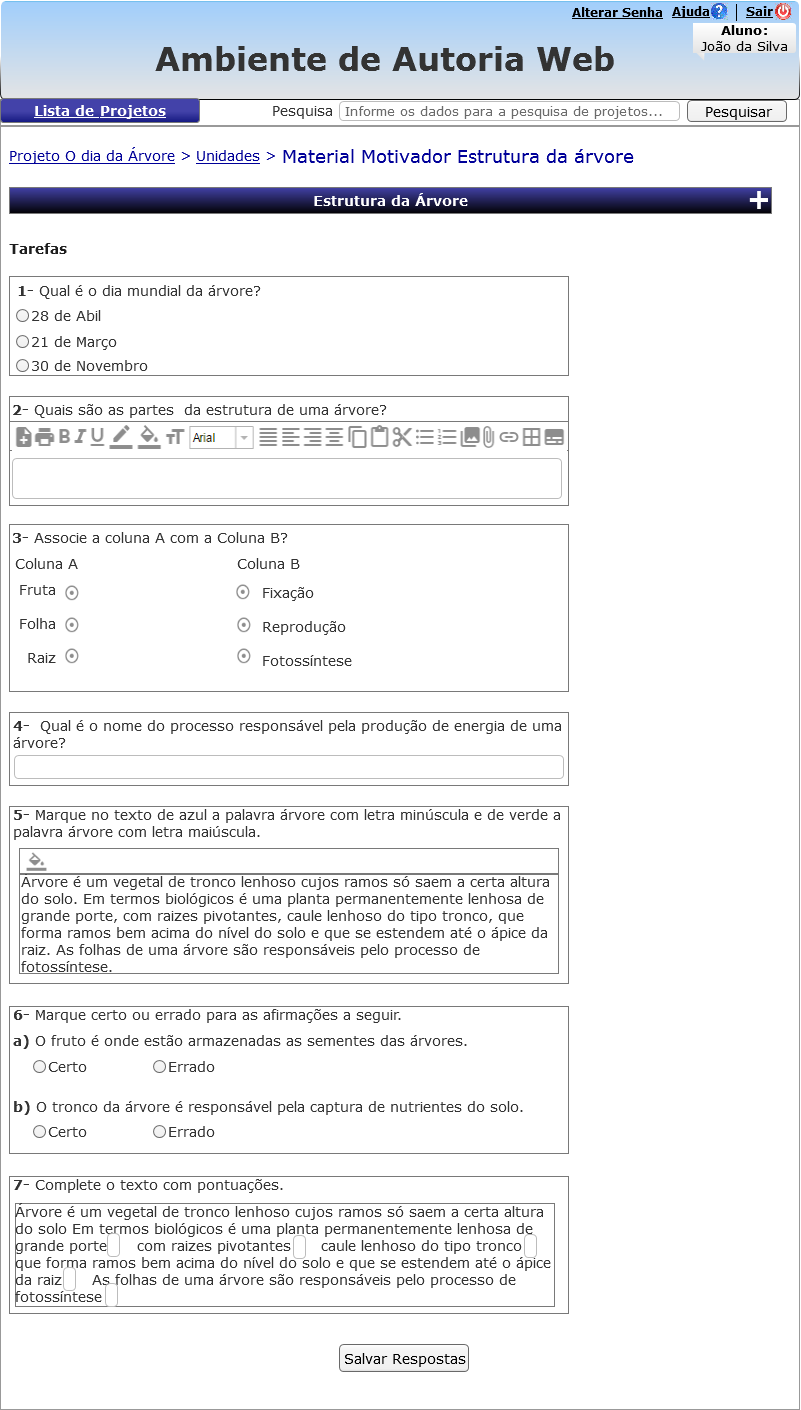 Alterar Senha Ajuda? | Sair
Aluno:
João da Silva
Ambiente de Autoria Web
Lista de Projetos
Pesquisa Informe os dados para a pesquisa de projetos... Pesquisar
Projeto O dia da Árvore > Unidades > Material Motivador Estrutura da árvore
Estrutura da Árvore +
Tarefas
1- Qual é o dia mundial da árvore?
28 de Abil
21 de Março
30 de Novembro
2- Quais são as partes da estrutura de uma árvore?
B I U TT Arial
3- Associe a coluna A com a Coluna B?
Coluna A Coluna B
Fruta Fixação
Folha Reprodução
Raiz Fotossíntese
4- Qual é o nome do processo responsável pela produção de energia de uma
árvore?
5- Marque no texto de azul a palavra árvore com letra minúscula e de verde a
palavra árvore com letra maiúscula.
Árvore é um vegetal de tronco lenhoso cujos ramos só saem a certa altura
do solo. Em termos biológicos é uma planta permanentemente lenhosa de
grande porte, com raizes pivotantes, caule lenhoso do tipo tronco, que
forma ramos bem acima do nível do solo e que se estendem até o ápice da
raiz. As folhas de uma árvore são responsáveis pelo processo de
fotossíntese.
6- Marque certo ou errado para as afirmações a seguir.
a) O fruto é onde estão armazenadas as sementes das árvores.
Certo Errado
b) O tronco da árvore é responsável pela captura de nutrientes do solo.
Certo Errado
7- Complete o texto com pontuações.
Árvore é um vegetal de tronco lenhoso cujos ramos só saem a certa altura
do solo Em termos biológicos é uma planta permanentemente lenhosa de
grande porte com raizes pivotantes caule lenhoso do tipo tronco
que forma ramos bem acima do nível do solo e que se estendem até o ápice
da raiz As folhas de uma árvore são responsáveis pelo processo de
fotossíntese
Salvar Respostas